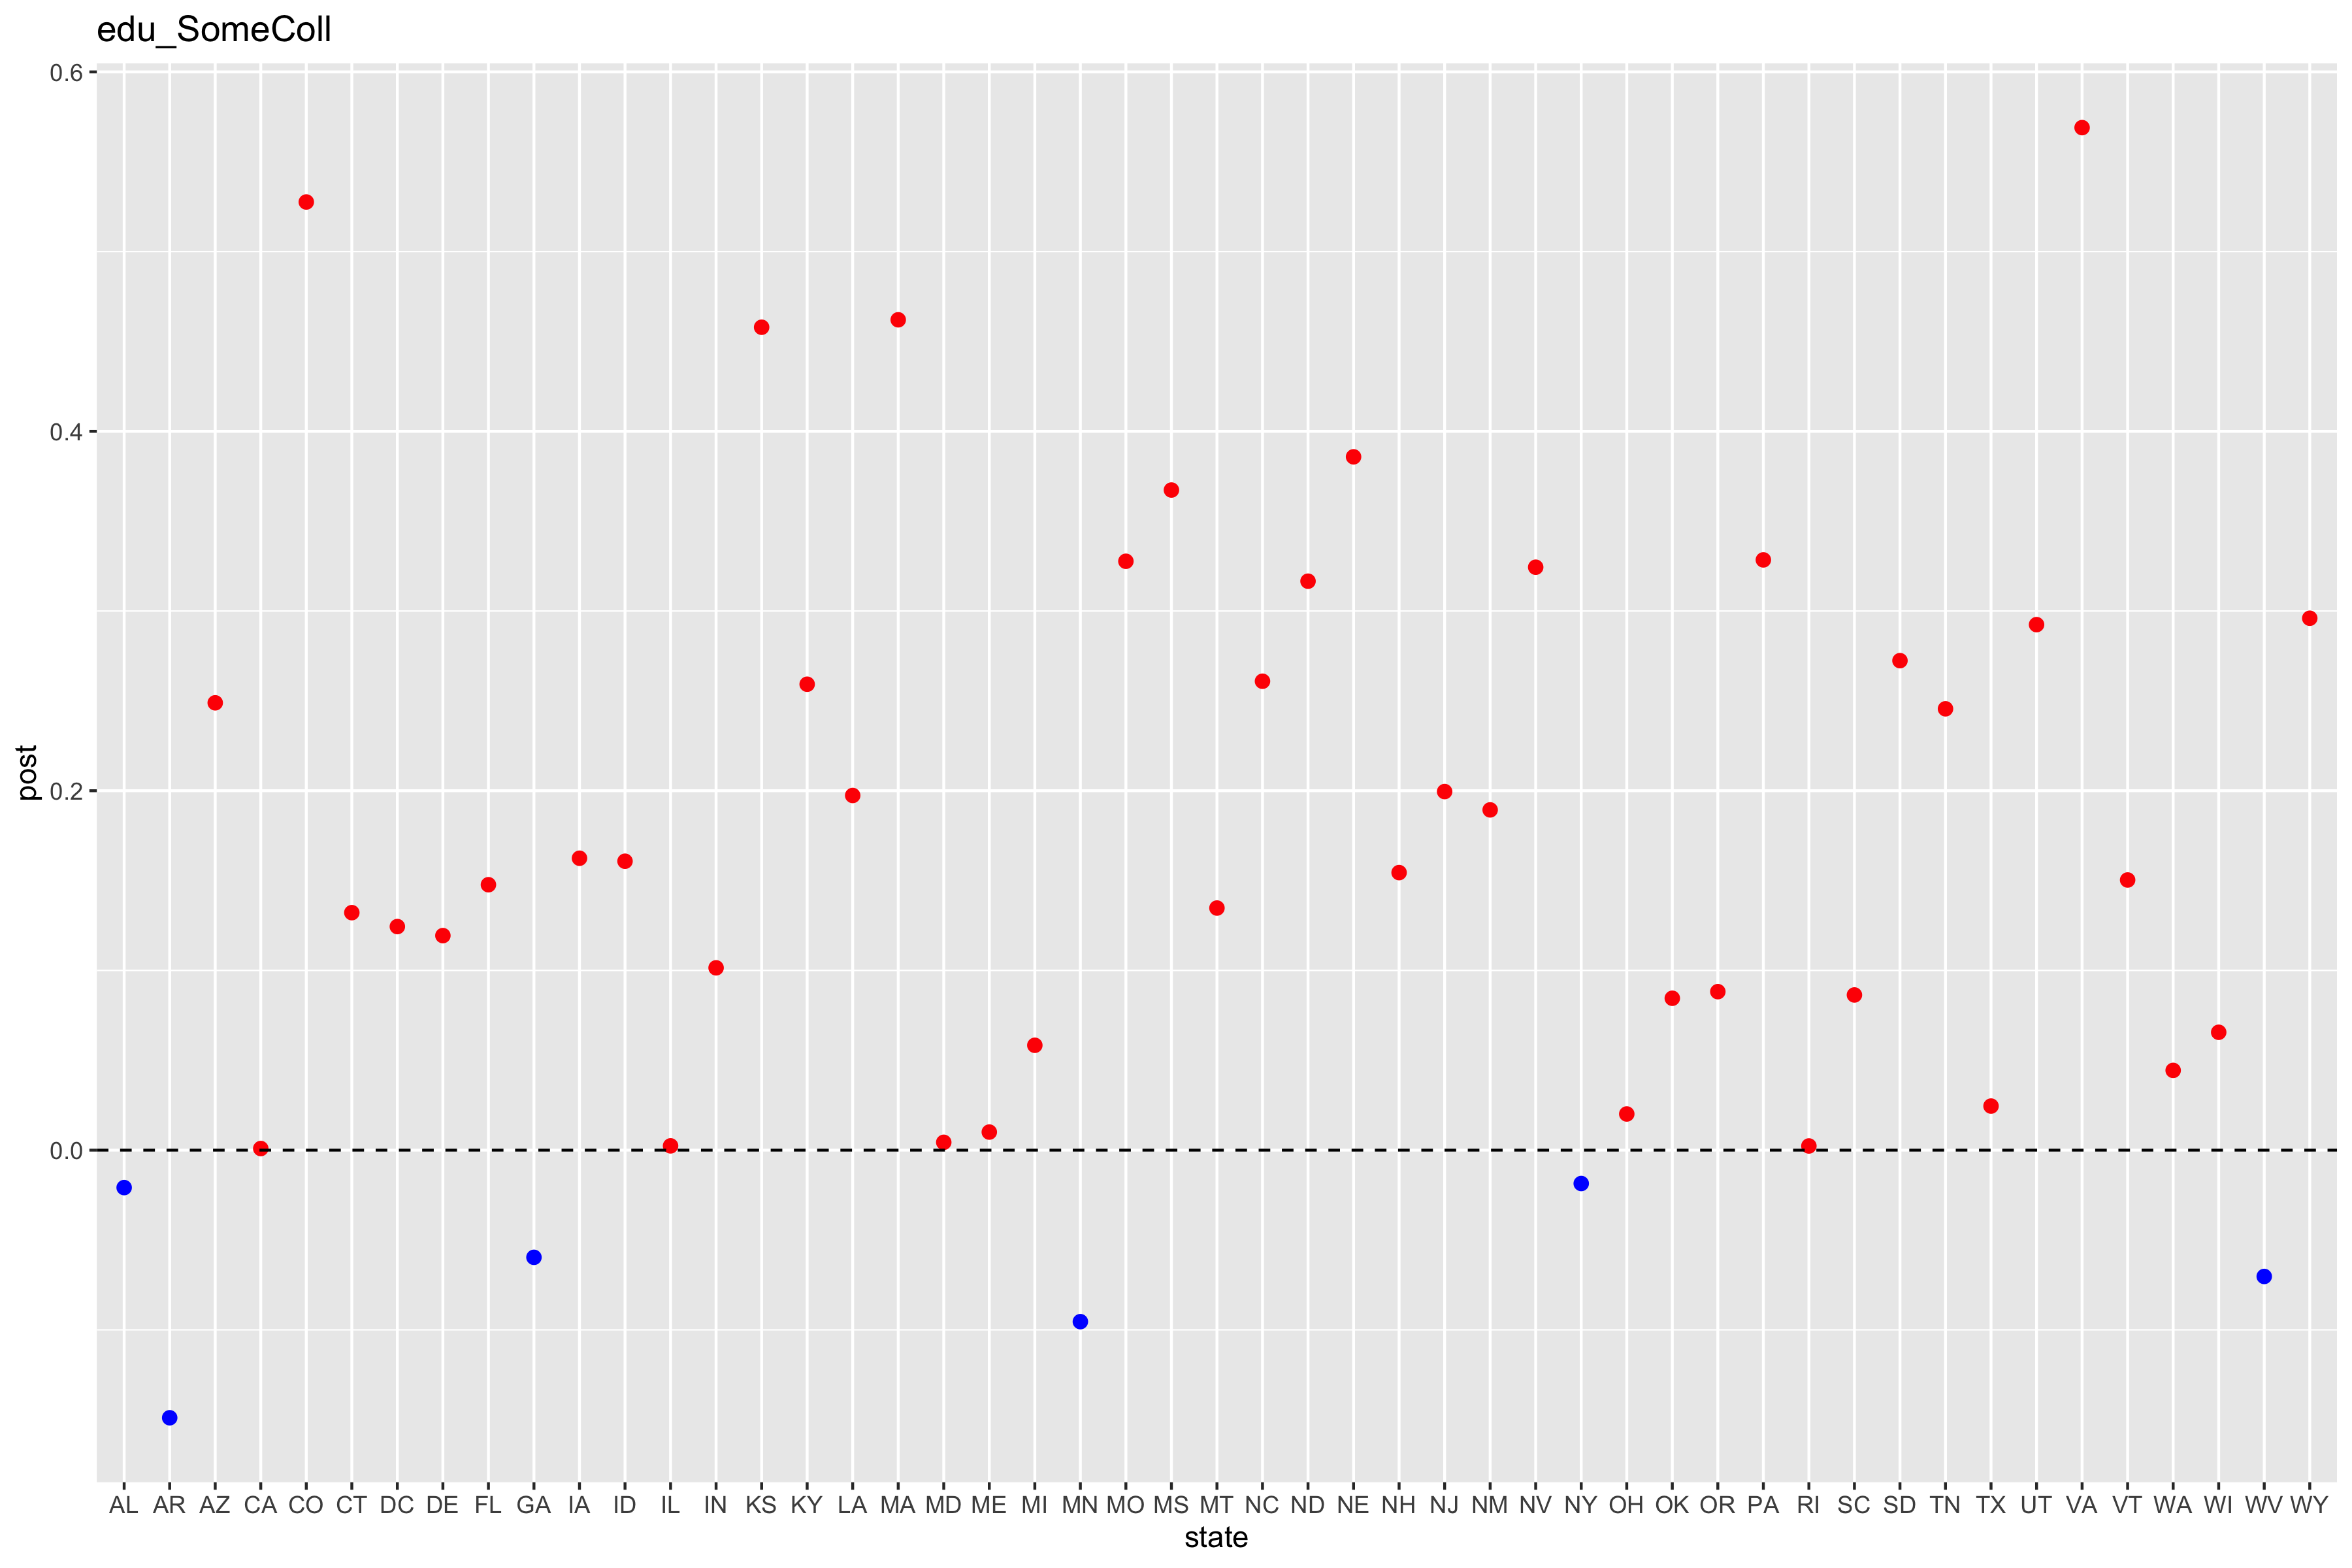 edu_SomeColl
0.6
0.4
0.2
0.0
post
AL AR AZ CA CO CT DC DE FL GA IA ID IL IN KS KY LA MA MD ME MI MN MO MS MT NC ND NE NH NJ NM NV NY OH OK OR PA RI SC SD TN TX UT VA VT WA WI WV WY
state